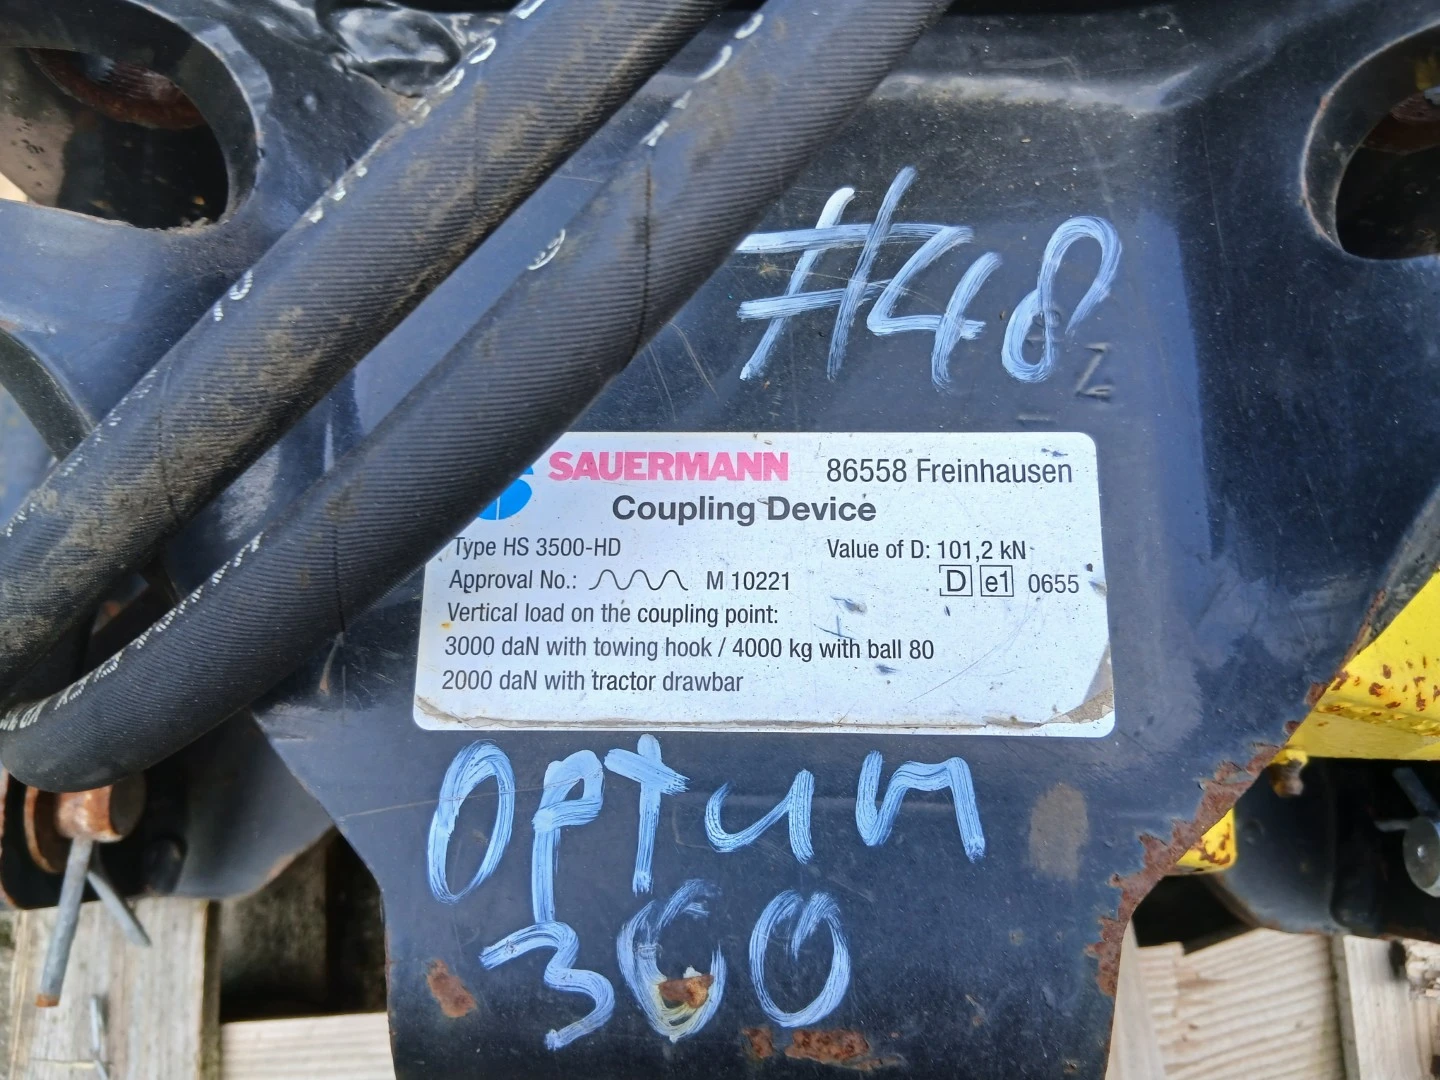 #48
SAUERMANN 86558 Freinhausen
Coupling Device
Type HS 3500-HD Value of D: 101,2 kN
Approval No.: M 10221 D e1 0655
Vertical load on the coupling point:
3000 daN with towing hook / 4000 kg with ball 80
2000 daN with tractor drawbar
OPtum
300